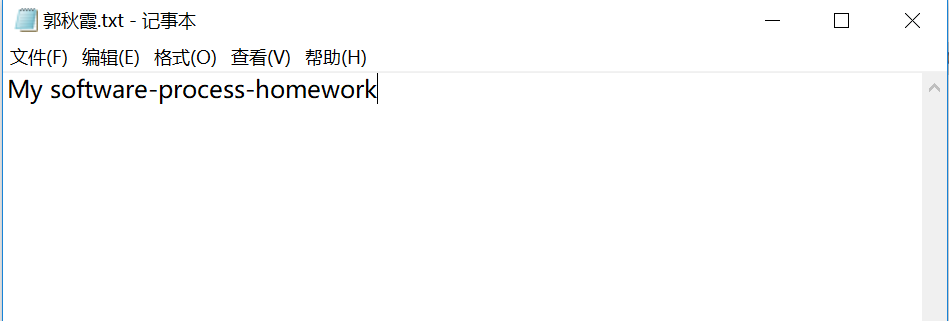 郭秋霞.txt - 记事本
文件(F) 编辑(E) 格式(O) 查看(V) 帮助(H)
My software-process-homework